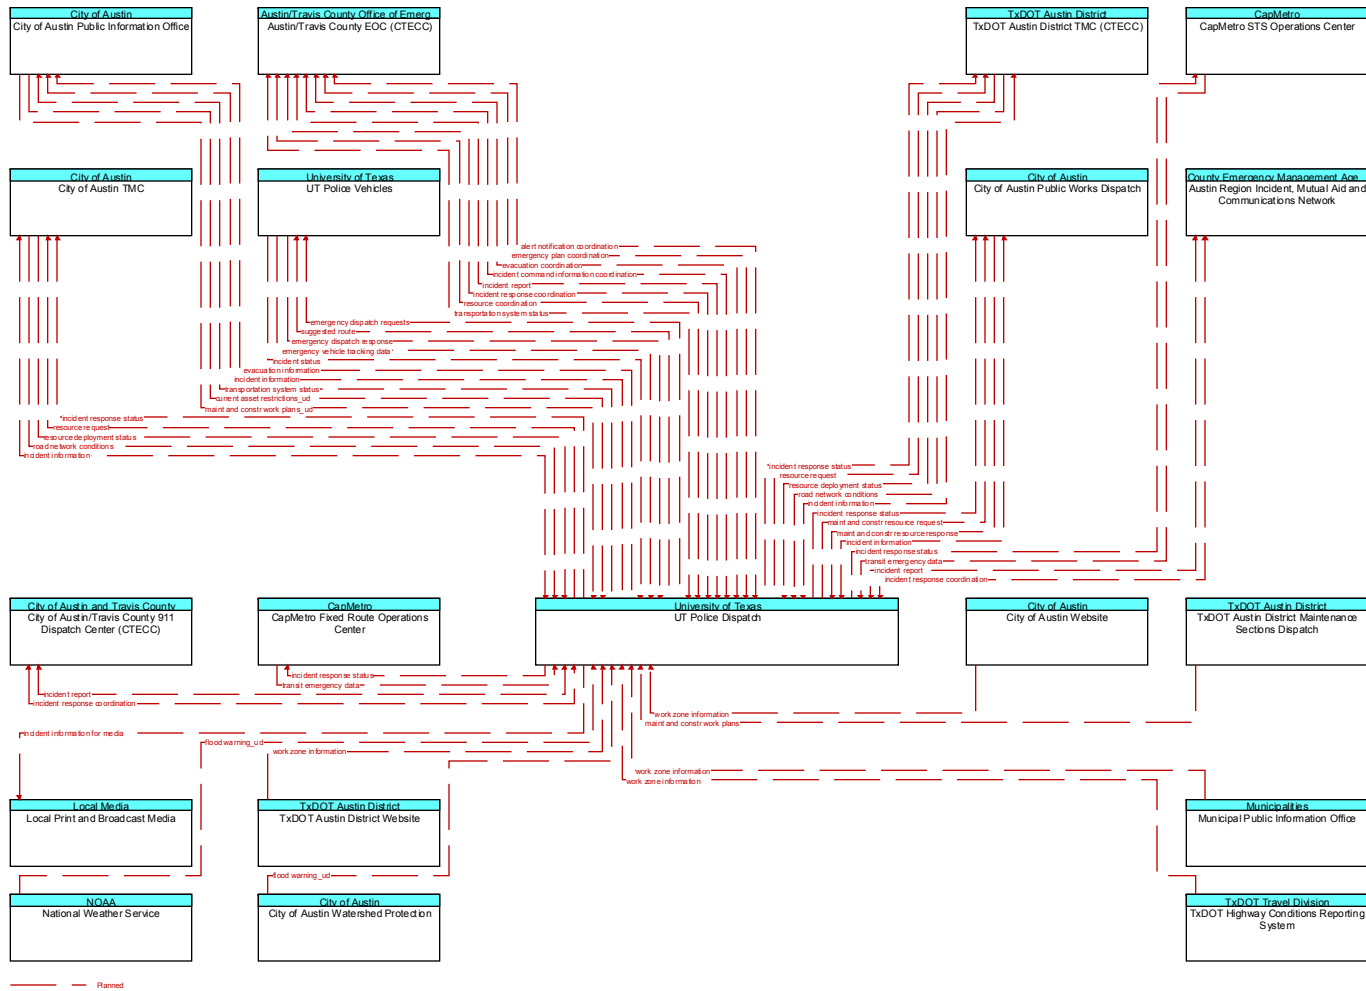 City of Austin
City of Austin Public Information Office
Austin/Travis County Office of Emerg
Austin/Travis County EOC (CTECC)
TxDOT Austin District
TxDOT Austin District TMC (CTECC)
CapMetro
CapMetro STS Operations Center
City of Austin
City of Austin TMC
University of Texas
UT Police Vehicles
City of Austin
City of Austin Public Works Dispatch
County Emergency Management Age
Austin Region Incident, Mutual Aid and
Communications Network
alert notification coordination
emergency plan coordination
evacuation coordination
incident command information coordination
incident report
incident response coordination
resource coordination
transportation system status
emergency dispatch requests
suggested route
emergency dispatch response
emergency vehicle tracking data
incident status
evacuation information
incident information
transportation system status
current asset restrictions_ud
maint and constr work plans_ud
incident response status
resource request
resource deployment status
road network conditions
incident information
incident response status
resource request
resource deployment status
road network conditions
incident information
incident response status
maint and constr resource request
maint and constr resource response
incident information
incident response status
transit emergency data
incident report
incident response coordination
City of Austin and Travis County
City of Austin/Travis County 911
Dispatch Center (CTECC)
CapMetro
CapMetro Fixed Route Operations
Center
University of Texas
UT Police Dispatch
City of Austin
City of Austin Website
TxDOT Austin District
TxDOT Austin District Maintenance
Sections Dispatch
incident response status
transit emergency data
incident report
incident response coordination
work zone information
maint and constr work plans
incident information for media
flood warning_ud
work zone information
work zone information
work zone information
Local Media
Local Print and Broadcast Media
TxDOT Austin District
TxDOT Austin District Website
Municipalities
Municipal Public Information Office
flood warning_ud
NOAA
National Weather Service
City of Austin
City of Austin Watershed Protection
TxDOT Travel Division
TxDOT Highway Conditions Reporting
System
Planned